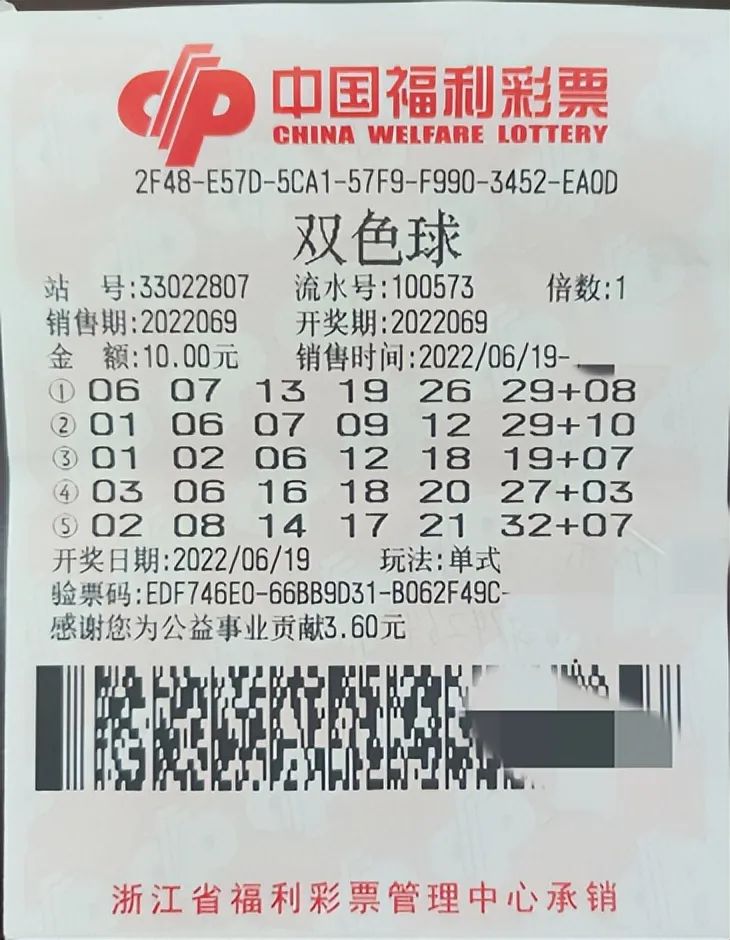 中国福利彩票
CHINA WELFARE LOTTERY
2F48-E57D-5CA1-57F9-F990-3452-EA0D
双色球
站 号:33022807 流水号:100573 倍数:1
销售期:2022069 开奖期:2022069
金 额:10.00元 销售时间:2022/06/19-
① 06 07 13 19 26 29+08
② 01 06 07 09 12 29+10
③ 01 02 06 12 18 19+07
④ 03 06 16 18 20 27+03
⑤ 02 08 14 17 21 32+07
开奖日期:2022/06/19 玩法:单式
验票码:EDF746E0-66BB9D31-B062F49C-
感谢您为公益事业贡献3.60元
浙江省福利彩票管理中心承销